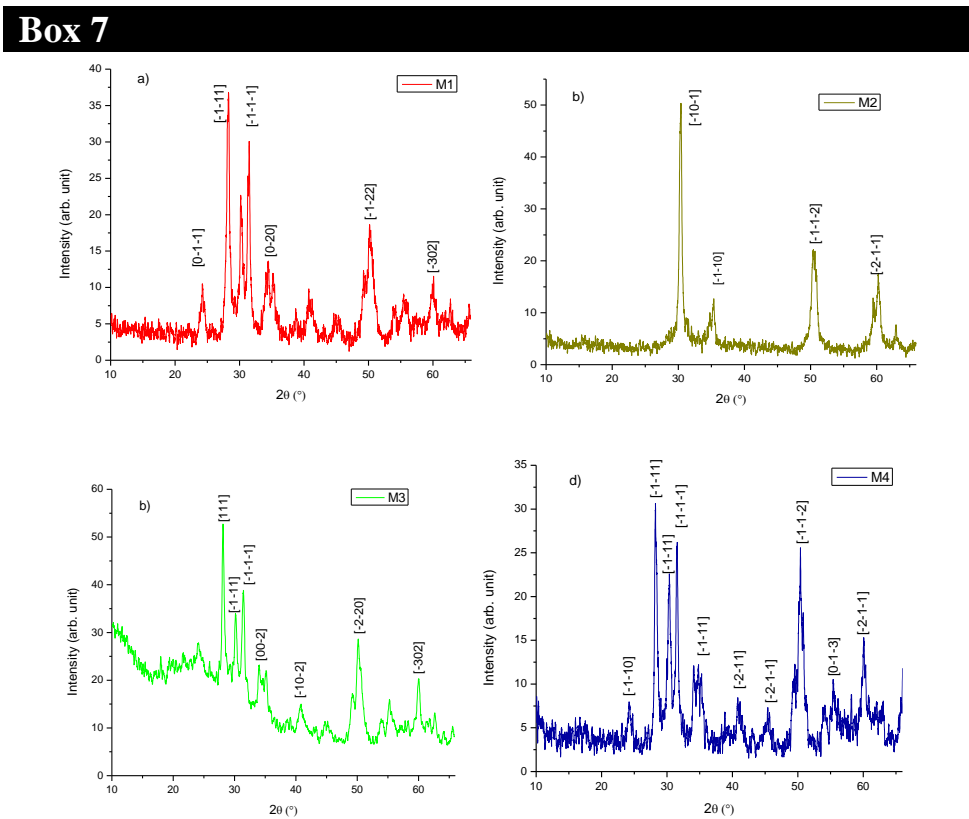 Box 7
a)
M1
[0-1-1]
[-1-11]
[-1-1-1]
[0-20]
[-1-22]
[-302]
Intensity (arb. unit)
0
5
10
15
20
25
30
35
40
10 20 30 40 50 60
2θ (°)
b)
M2
[-10-1]
[-1-10]
[-1-1-2]
[-2-1-1]
Intensity (arb. unit)
0
10
20
30
40
50
10 20 30 40 50 60
2θ (°)
b)
M3
[111]
[-1-11]
[-1-1-1]
[00-2]
[-10-2]
[-2-20]
[-302]
Intensity (arb. unit)
0
10
20
30
40
50
60
10 20 30 40 50 60
2θ (°)
d)
M4
[-1-10]
[-1-11]
[-1-11]
[-1-1-1]
[-1-11]
[-2-11]
[-2-1-1]
[-1-1-2]
[0-1-3]
[-2-1-1]
Intensity (arb. unit)
0
5
10
15
20
25
30
35
10 20 30 40 50 60
2θ (°)